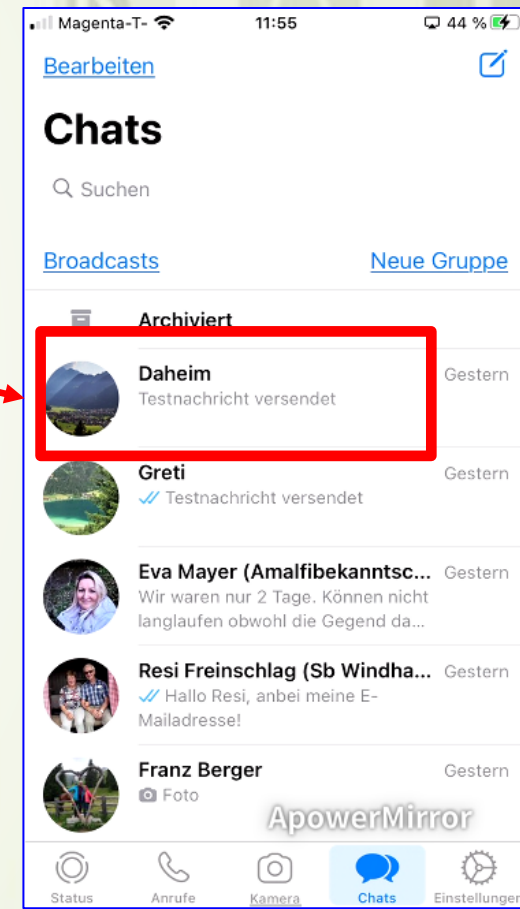 Magenta-T- 11:55 44 %
Bearbeiten
Chats
Suchen
Broadcasts Neue Gruppe
Archiviert
Daheim Gestern
Testnachricht versendet
Greti Gestern
Testnachricht versendet
Eva Mayer (Amalfibekanntsc... Gestern
Wir waren nur 2 Tage. Können nicht
langlaufen obwohl die Gegend da...
Resi Freinschlag (Sb Windha... Gestern
Hallo Resi, anbei meine E-
Mailadresse!
Franz Berger Gestern
Foto
ApowerMirror
Status Anrufe Kamera Chats Einstellungen